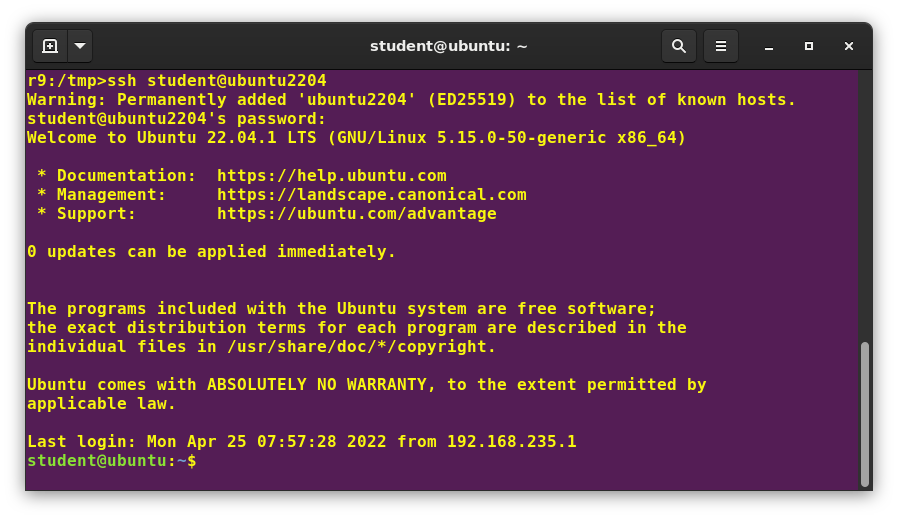 student@ubuntu: ~
r9:/tmp>ssh student@ubuntu2204
Warning: Permanently added 'ubuntu2204' (ED25519) to the list of known hosts.
student@ubuntu2204's password:
Welcome to Ubuntu 22.04.1 LTS (GNU/Linux 5.15.0-50-generic x86_64)

 * Documentation:  https://help.ubuntu.com
 * Management:     https://landscape.canonical.com
 * Support:        https://ubuntu.com/advantage

0 updates can be applied immediately.


The programs included with the Ubuntu system are free software;
the exact distribution terms for each program are described in the
individual files in /usr/share/doc/*/copyright.

Ubuntu comes with ABSOLUTELY NO WARRANTY, to the extent permitted by
applicable law.

Last login: Mon Apr 25 07:57:28 2022 from 192.168.235.1
student@ubuntu:~$